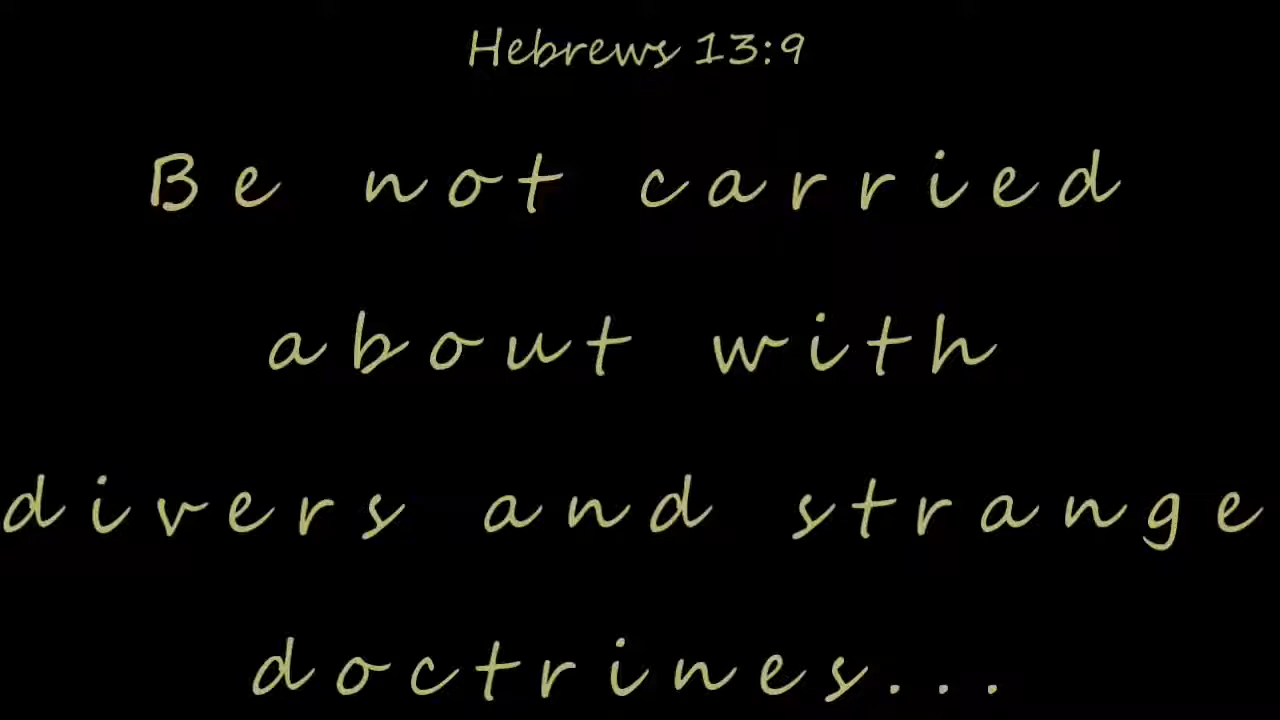 Hebrews 13:9
Be not carried
about with
divers and strange
doctrines...